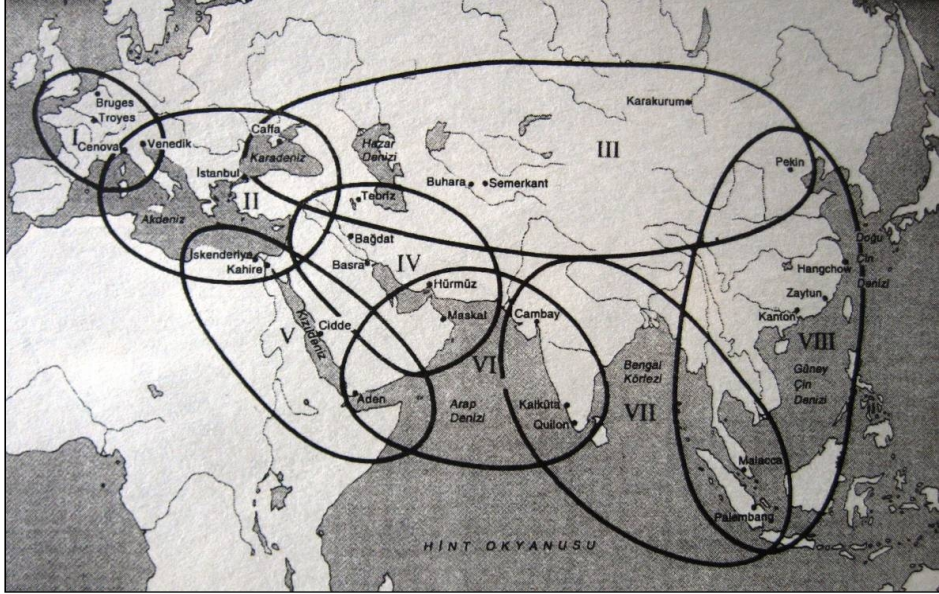 Bruges
Troyes
I
Cenova
Venedik
Caffa
Karadeniz
Hazar
Denizi
Karakurum
III
İstanbul
II
Akdeniz
Buhara
Semerkant
Pekin
Tebriz
Bağdat
Basra
IV
İskenderiye
Kahire
Hürmüz
Maskat
V
Cidde
Kızıldeniz
Aden
VI
Arap
Denizi
Cambay
Kalküta
Quilon
Bengal
Körfezi
VII
Doğu
Çin
Denizi
Hangchow
Zaytun
Kanton
VIII
Güney
Çin
Denizi
Malacca
Palembang
HİNT OKYANUSU